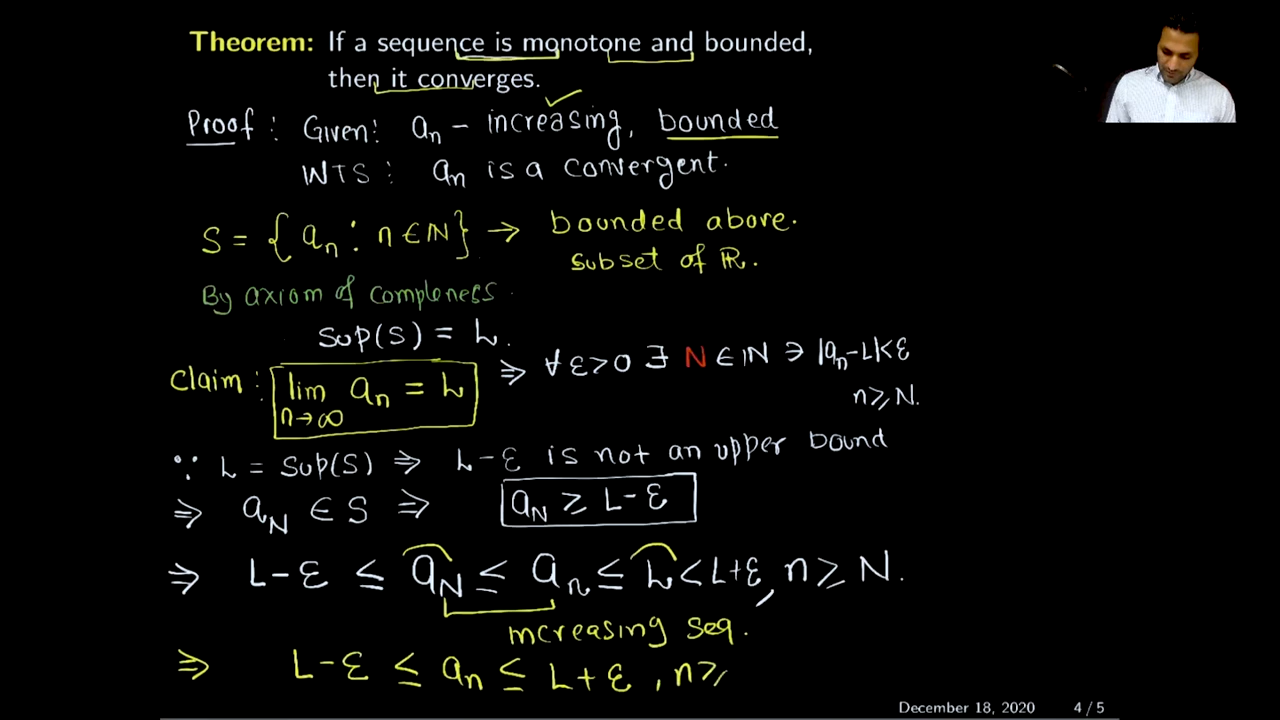 Theorem: If a sequence is monotone and bounded,
then it converges.
Proof : Given: aₙ - increasing, bounded
WTS : aₙ is a convergent.
S = { aₙ : n ∈ ℕ } → bounded above.
subset of ℝ.
By axiom of compleness.
Sup(S) = L.
Claim : lim n→∞ aₙ = L ⇒ ∀ ε>0 ∃ N ∈ ℕ ∋ |aₙ-L|<ε
n ≥ N.
∵ L = Sup(S) ⇒ L-ε is not an upper bound
⇒ a_N ∈ S ⇒ a_N ≥ L-ε
⇒ L-ε ≤ a_N ≤ aₙ ≤ L < L+ε, n ≥ N.
increasing seq.
⇒ L-ε ≤ aₙ ≤ L+ε , n ≥
December 18, 2020 4 / 5